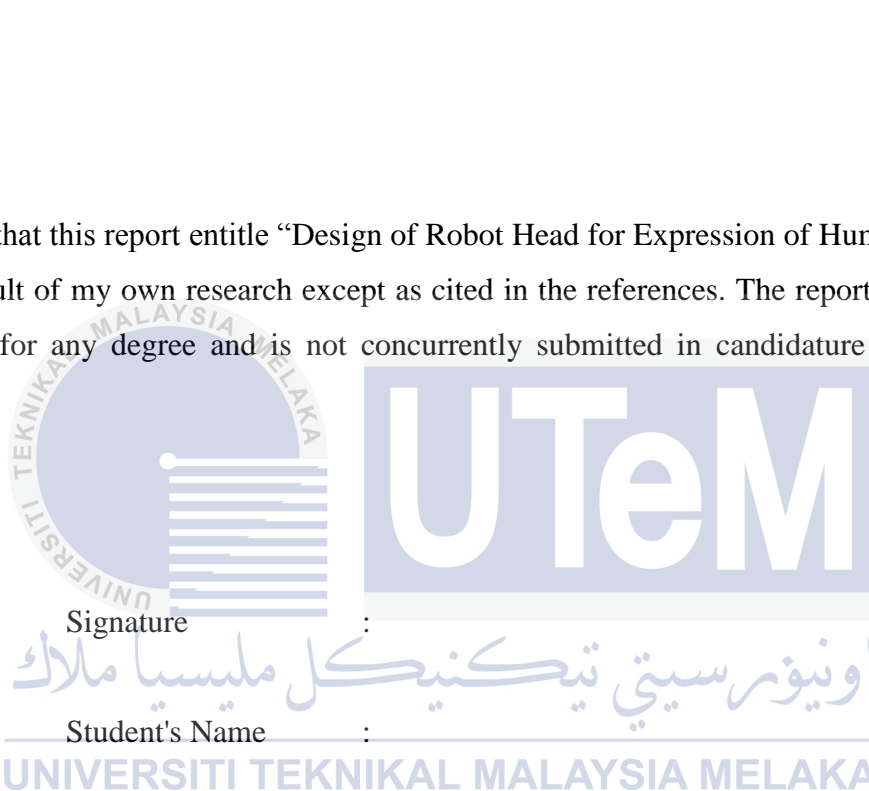 that this report entitle “Design of Robot Head for Expression of Hu
ult of my own research except as cited in the references. The report
for any degree and is not concurrently submitted in candidature
UNIVERSITI TEKNIKAL MALAYSIA MELAKA
UTeM
Signature :
اونيۏرسيتي تيكنيكل مليسيا ملاك
Student's Name :
UNIVERSITI TEKNIKAL MALAYSIA MELAKA